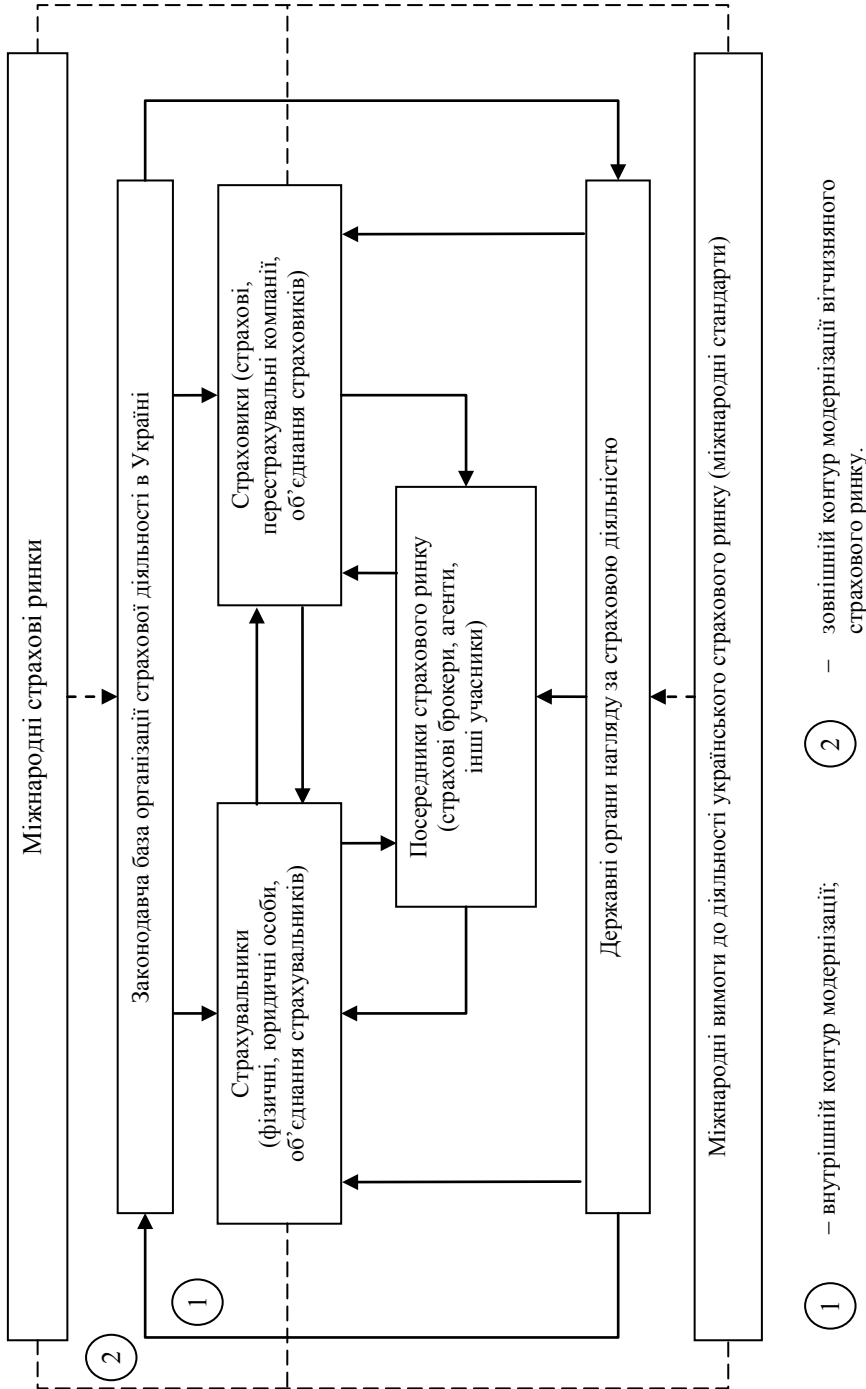 Міжнародні страхові ринки
Законодавча база організації страхової діяльності в Україні
Страхувальники
(фізичні, юридичні особи,
об’єднання страхувальників)
Страховики (страхові,
перестрахувальні компанії,
об’єднання страховиків)
Посередники страхового ринку
(страхові брокери, агенти,
інші учасники)
Державні органи нагляду за страховою діяльністю
Міжнародні вимоги до діяльності українського страхового ринку (міжнародні стандарти)
2
1
1 – внутрішній контур модернізації;
2 – зовнішній контур модернізації вітчизняного
страхового ринку.